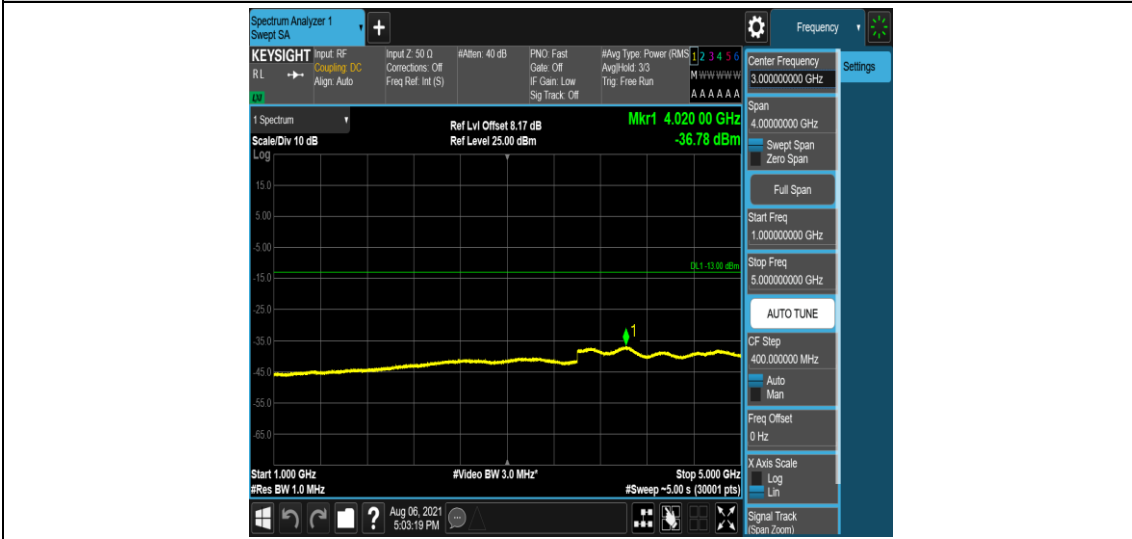 Spectrum Analyzer 1
Swept SA
+
Frequency
KEYSIGHT
RL
Input: RF
Coupling: DC
Align: Auto
Input Z: 50 Ω
Corrections: Off
Freq Ref: Int (S)
#Atten: 40 dB
PNO: Fast
Gate: Off
IF Gain: Low
Sig Track: Off
#Avg Type: Power (RMS
Avg|Hold: 3/3
Trig: Free Run
1 2 3 4 5 6
M W W W W W
A A A A A A
1 Spectrum
Scale/Div 10 dB
Log
Ref Lvl Offset 8.17 dB
Ref Level 25.00 dBm
Mkr1 4.020 00 GHz
-36.78 dBm
15.0
5.00
-5.00
-15.0
-25.0
-35.0
-45.0
-55.0
-65.0
DL1 -13.00 dBm
1
Start 1.000 GHz
#Res BW 1.0 MHz
#Video BW 3.0 MHz*
Stop 5.000 GHz
#Sweep ~5.00 s (30001 pts)
?
Aug 06, 2021
5:03:19 PM
Center Frequency
3.000000000 GHz
Settings
Span
4.00000000 GHz
Swept Span
Zero Span
Full Span
Start Freq
1.000000000 GHz
Stop Freq
5.000000000 GHz
AUTO TUNE
CF Step
400.000000 MHz
Auto
Man
Freq Offset
0 Hz
X Axis Scale
Log
Lin
Signal Track
(Span Zoom)